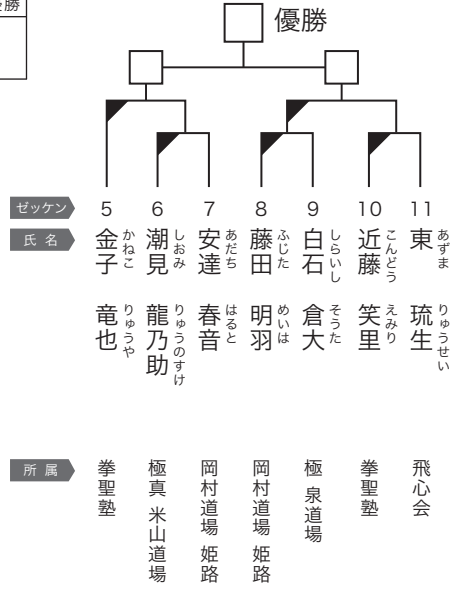 優勝
優勝
ゼッケン 5 6 7 8 9 10 11
氏 名
金子 竜也
かねこ りゅうや
潮見 龍乃助
しおみ りゅうのすけ
安達 春音
あだち はると
藤田 明羽
ふじた めいは
白石 倉大
しらいし そうた
近藤 笑里
こんどう えみり
東 琉生
あずま りゅうせい
所 属
拳聖塾
極真 米山道場
岡村道場 姫路
岡村道場 姫路
極 泉道場
拳聖塾
飛心会